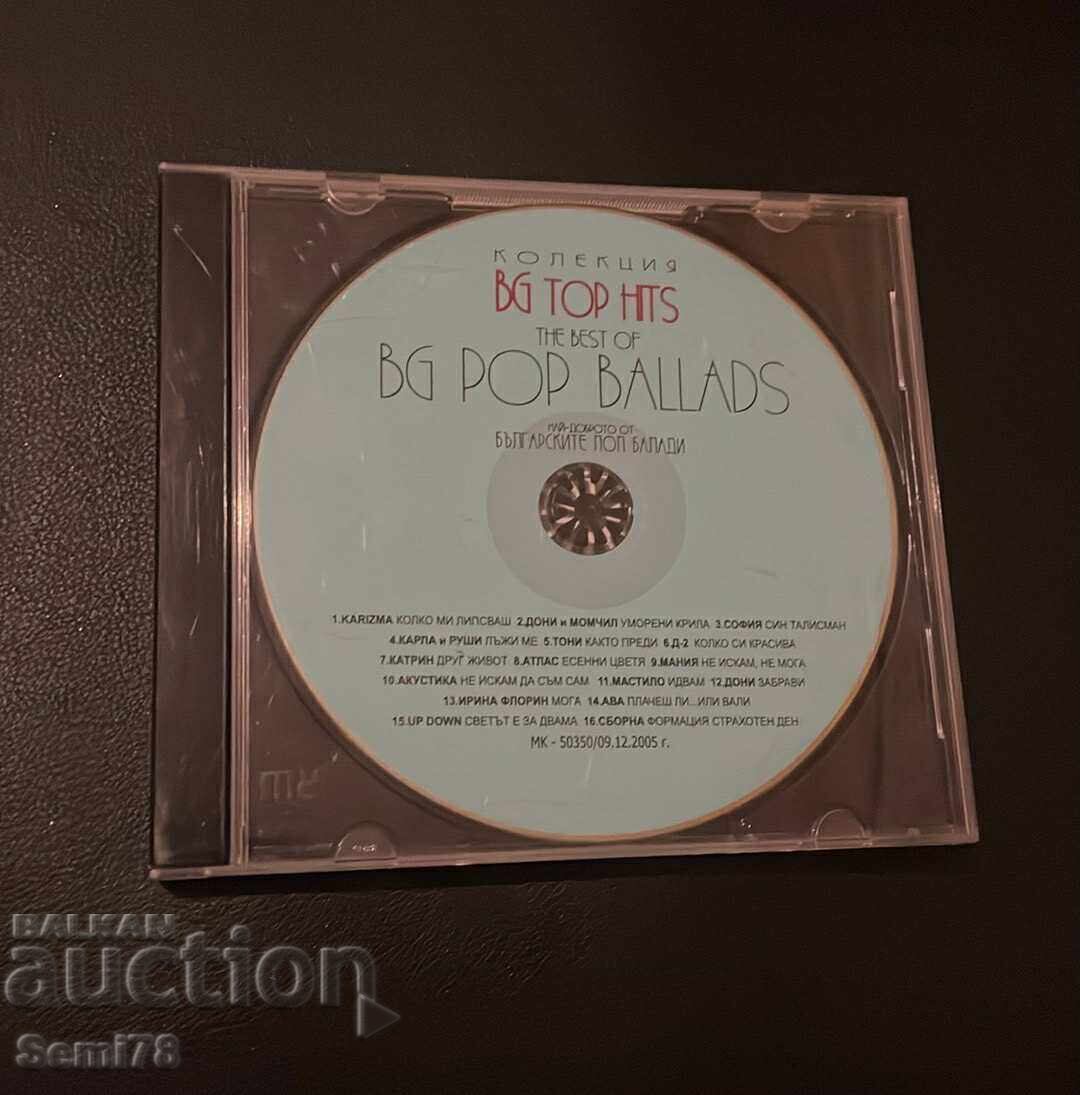 КОЛЕКЦИЯ
BG TOP HITS
THE BEST OF
BG POP BALLADS
НАЙ-ДОБРОТО ОТ
БЪЛГАРСКИТЕ ПОП БАЛАДИ
1.KARIZMA КОЛКО МИ ЛИПСВАШ 2.ДОНИ и МОМЧИЛ УМОРЕНИ КРИЛА 3.СОФИЯ СИН ТАЛИСМАН
4.КАРЛА и РУШИ ЛЪЖИ МЕ 5.ТОНИ КАКТО ПРЕДИ 6.Д-2 КОЛКО СИ КРАСИВА
7.КАТРИН ДРУГ ЖИВОТ 8.АТЛАС ЕСЕННИ ЦВЕТЯ 9.МАНИЯ НЕ ИСКАМ, НЕ МОГА
10.АКУСТИКА НЕ ИСКАМ ДА СЪМ САМ 11.МАСТИЛО ИДВАМ 12.ДОНИ ЗАБРАВИ
13.ИРИНА ФЛОРИН МОГА 14.АВА ПЛАЧЕШ ЛИ...ИЛИ ВАЛИ
15.UP DOWN СВЕТЪТ Е ЗА ДВАМА 16.СБОРНА ФОРМАЦИЯ СТРАХОТЕН ДЕН
МК - 50350/09.12.2005 г.
BALKAN
auction
Semi78